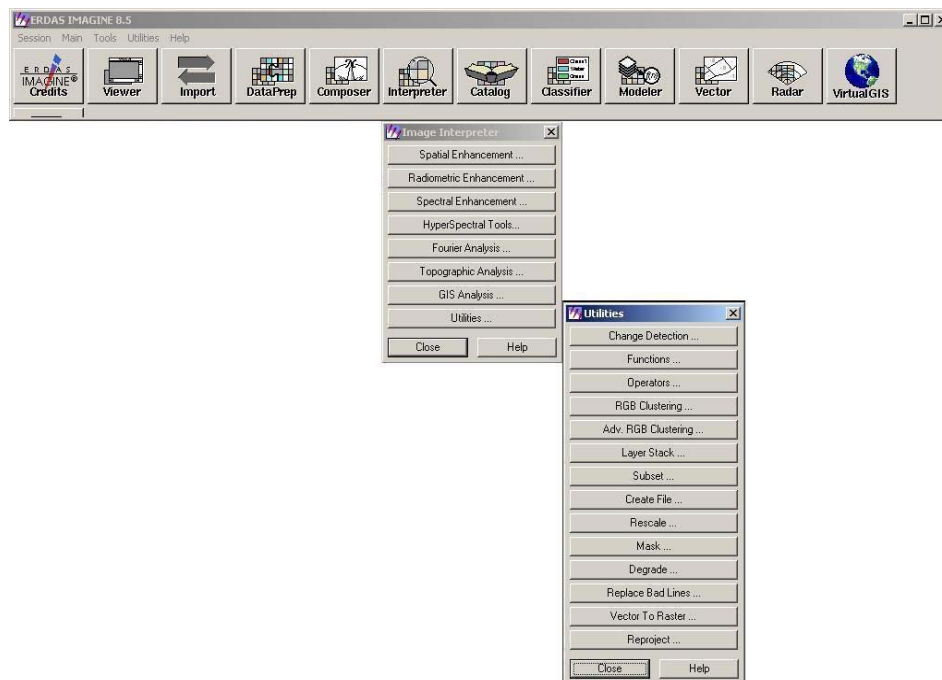 ERDAS IMAGINE 8.5
Session Main Tools Utilities Help
E R D A S
IMAGINE®
Credits
Viewer
Import
DataPrep
Composer
Interpreter
Catalog
Class1
Water
Grass
Classifier
f(x)
Modeler
Vector
Radar
VirtualGIS
Image Interpreter
Spatial Enhancement ...
Radiometric Enhancement ...
Spectral Enhancement ...
HyperSpectral Tools...
Fourier Analysis ...
Topographic Analysis ...
GIS Analysis ...
Utilities ...
Close Help
Utilities
Change Detection ...
Functions ...
Operators ...
RGB Clustering ...
Adv. RGB Clustering ...
Layer Stack ...
Subset ...
Create File ...
Rescale ...
Mask ...
Degrade ...
Replace Bad Lines ...
Vector To Raster ...
Reproject ...
Close Help